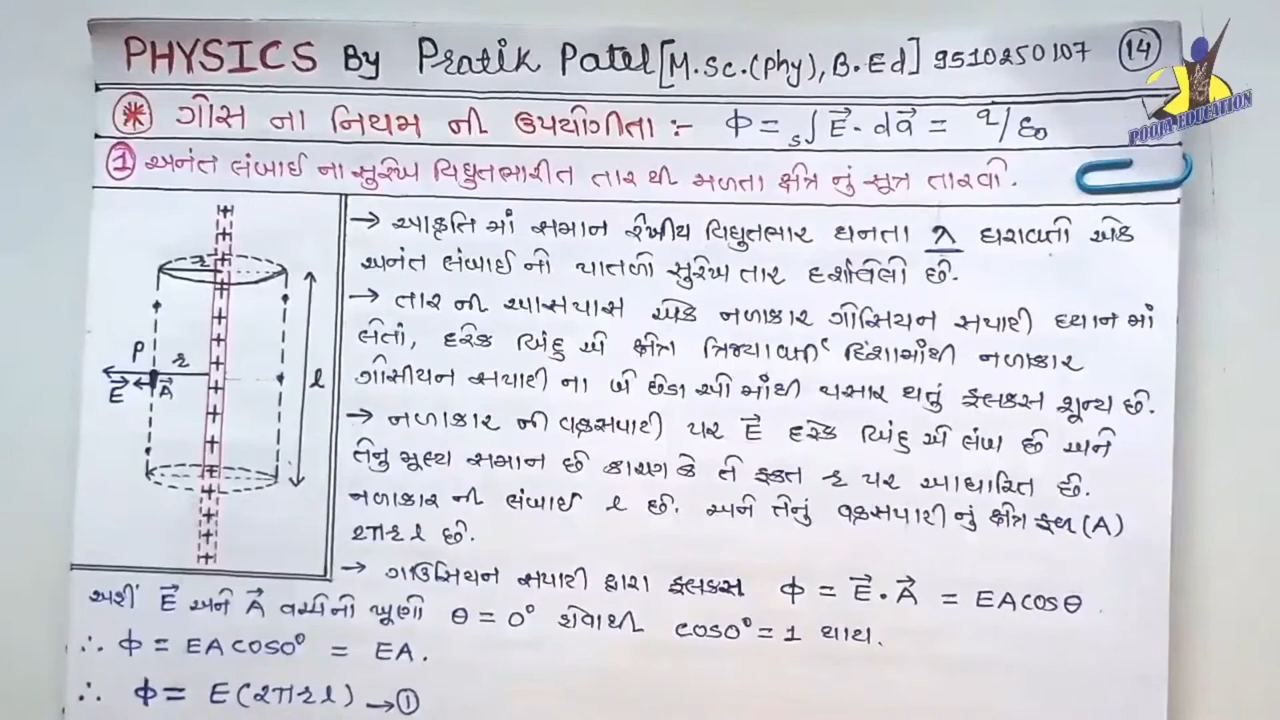 PHYSICS By Pratik Patel [M.Sc.(Phy), B.Ed] 9510250107 (14)
POOJA EDUCATION
* ગૌસ ના નિયમ ની ઉપયોગીતા :- Φ = ₛ∫ E⃗ · da⃗ = q/ε₀
1 અનંત લંબાઈ ના સુરેખ વિદ્યુતભારીત તાર થી મળતા ક્ષેત્ર નું સૂત્ર તારવો.
→ આકૃતિ માં સમાન રેખીય વિદ્યુતભાર ઘનતા λ ધરાવતો એક
અનંત લંબાઈ નો પાતળો સુરેખ તાર દર્શાવેલો છે.
→ તાર ની આસપાસ એક નળાકાર ગોસિયન સપાટી ધ્યાન માં
લેતાં, દરેક બિંદુ એ ક્ષેત્ર ત્રિજ્યાવર્તી દિશામાંથી નળાકાર
ગોસીયન સપાટી ના બે છેડા ઓ માંથી પસાર થતું ફ્લક્સ શૂન્ય છે.
→ નળાકાર ની વક્રસપાટી પર E⃗ દરેક બિંદુ એ લંબ છે અને
તેનુ મૂલ્ય સમાન છે કારણ કે તે ફક્ત r પર આધારિત છે.
નળાકાર ની લંબાઈ l છે. અને તેનું વક્રસપાટી નું ક્ષેત્રફળ (A)
2πrl છે.
→ ગાઉસિયન સપાટી દ્વારા ફ્લક્સ Φ = E⃗ · A⃗ = EA cosθ
અહીં E⃗ અને A⃗ વચ્ચેનો ખૂણો θ = 0° હોવાથી cos0° = 1 થાય.
∴ Φ = EA cos0° = EA.
∴ Φ = E(2πrl) → ①
r
P
r
E⃗ A⃗
l